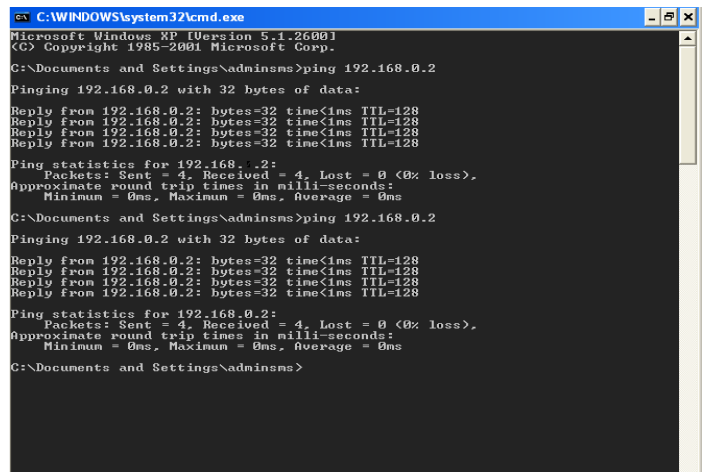 C:\WINDOWS\system32\cmd.exe
Microsoft Windows XP [Version 5.1.2600]
(C) Copyright 1985-2001 Microsoft Corp.
C:\Documents and Settings\adminsms>ping 192.168.0.2
Pinging 192.168.0.2 with 32 bytes of data:
Reply from 192.168.0.2: bytes=32 time<1ms TTL=128
Reply from 192.168.0.2: bytes=32 time<1ms TTL=128
Reply from 192.168.0.2: bytes=32 time<1ms TTL=128
Reply from 192.168.0.2: bytes=32 time<1ms TTL=128
Ping statistics for
Packets: Sent = 4, Received = 4, Lost = 0 (0% loss),
Approximate round trip times in milli-seconds:
Minimum = 0ms, Maximum = 0ms, Average = 0ms
C:\Documents and Settings\adminsms>ping 192.168.0.2
Pinging 192.168.0.2 with 32 bytes of data:
Reply from 192.168.0.2: bytes=32 time<1ms TTL=128
Reply from 192.168.0.2: bytes=32 time<1ms TTL=128
Reply from 192.168.0.2: bytes=32 time<1ms TTL=128
Reply from 192.168.0.2: bytes=32 time<1ms TTL=128
Ping statistics for 192.168.0.2:
Packets: Sent = 4, Received = 4, Lost = 0 (0% loss),
Approximate round trip times in milli-seconds:
Minimum = 0ms, Maximum = 0ms, Average = 0ms
C:\Documents and Settings\adminsms>